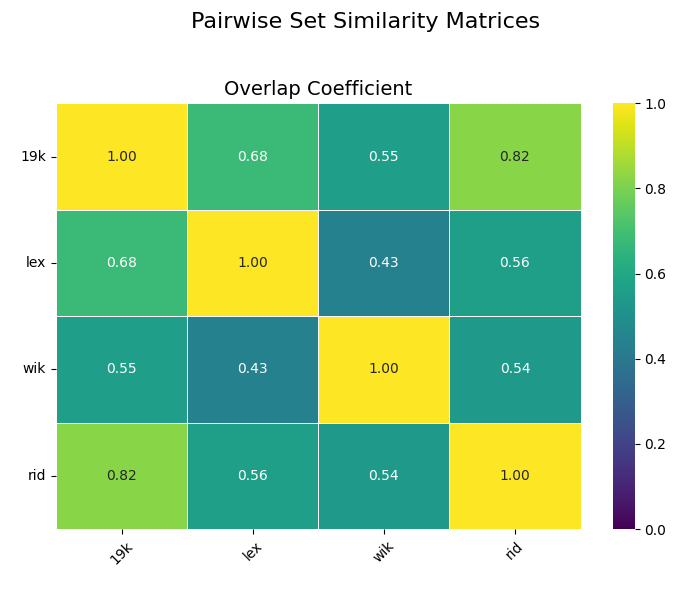 Pairwise Set Similarity Matrices
Overlap Coefficient
19k 1.00 0.68 0.55 0.82
lex 0.68 1.00 0.43 0.56
wik 0.55 0.43 1.00 0.54
rid 0.82 0.56 0.54 1.00
19k lex wik rid
1.0
0.8
0.6
0.4
0.2
0.0